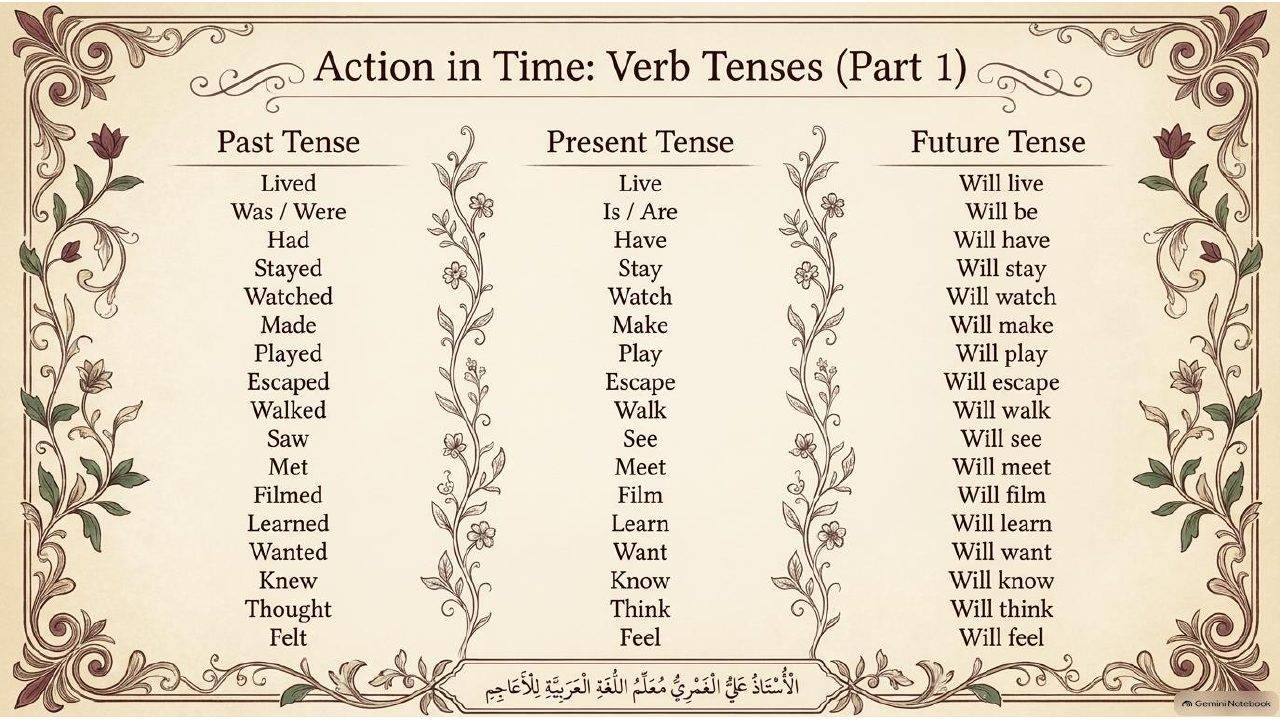 Action in Time: Verb Tenses (Part 1)
Past Tense Present Tense Future Tense
Lived Live Will live
Was / Were Is / Are Will be
Had Have Will have
Stayed Stay Will stay
Watched Watch Will watch
Made Make Will make
Played Play Will play
Escaped Escape Will escape
Walked Walk Will walk
Saw See Will see
Met Meet Will meet
Filmed Film Will film
Learned Learn Will learn
Wanted Want Will want
Knew Know Will know
Thought Think Will think
Felt Feel Will feel
الْأُسْتَاذُ عَلِيُّ الْغَمْرِيُّ مُعَلِّمُ اللُّغَةِ الْعَرَبِيَّةِ لِلْأَعَاجِمِ
Gemini Notebook